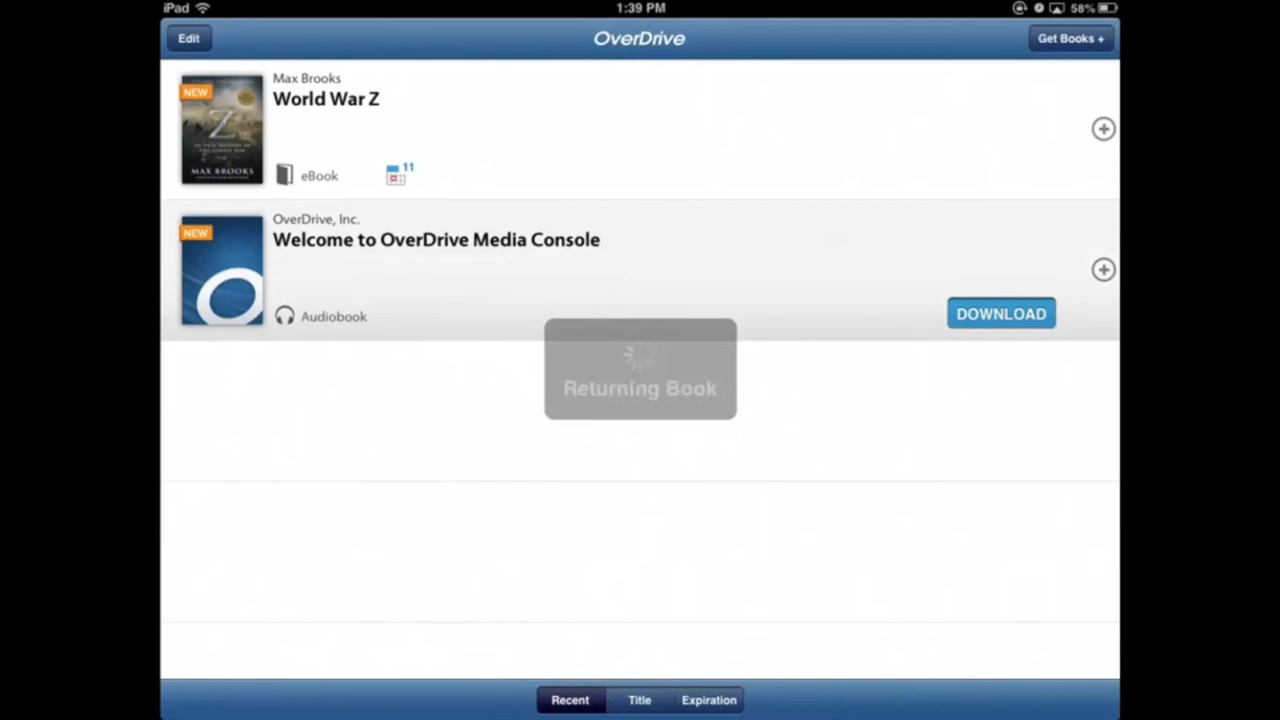 iPad 1:39 PM 58%
Edit OverDrive Get Books +
NEW
Z
MAX BROOKS
Max Brooks
World War Z
eBook 11
NEW
OverDrive, Inc.
Welcome to OverDrive Media Console
Audiobook
DOWNLOAD
Returning Book
Recent Title Expiration